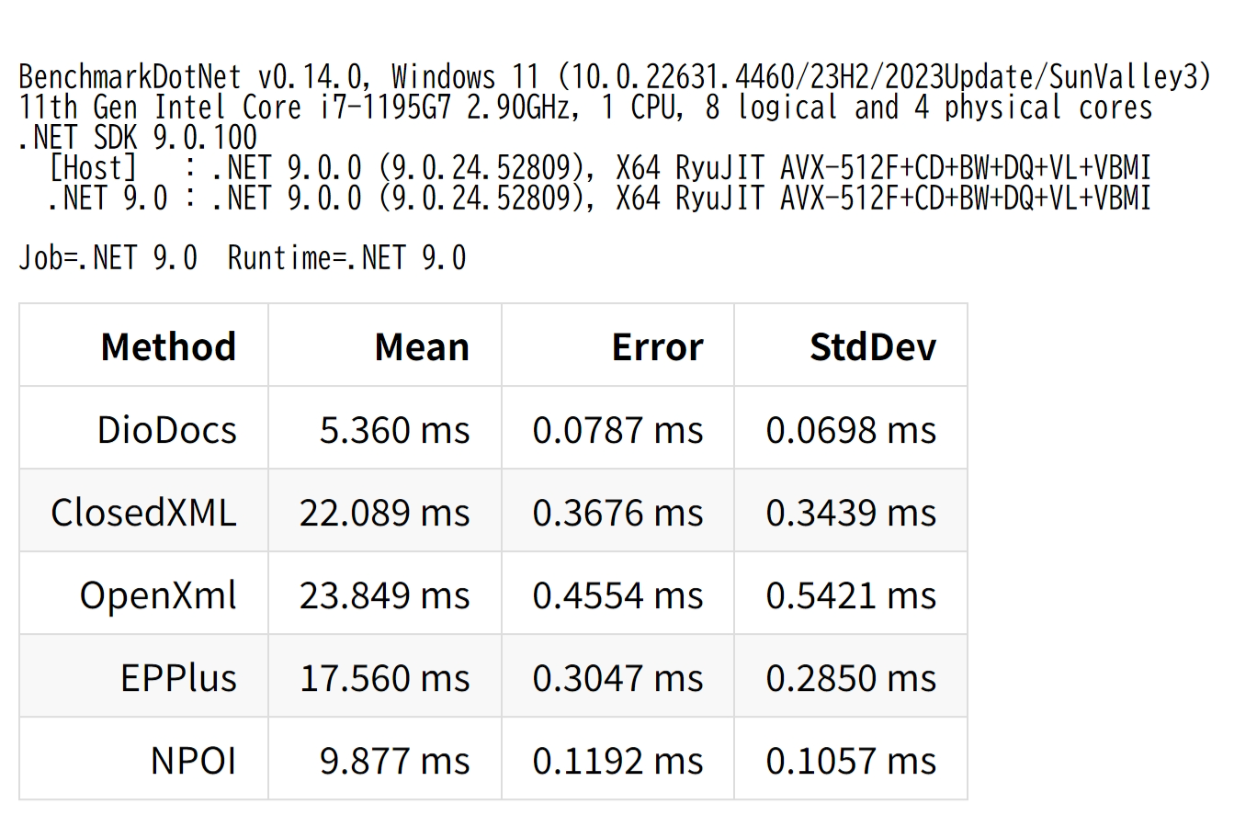 BenchmarkDotNet v0.14.0, Windows 11 (10.0.22631.4460/23H2/2023Update/SunValley3)
11th Gen Intel Core i7-1195G7 2.90GHz, 1 CPU, 8 logical and 4 physical cores
.NET SDK 9.0.100
[Host] : .NET 9.0.0 (9.0.24.52809), X64 RyuJIT AVX-512F+CD+BW+DQ+VL+VBMI
.NET 9.0 : .NET 9.0.0 (9.0.24.52809), X64 RyuJIT AVX-512F+CD+BW+DQ+VL+VBMI
Job=.NET 9.0 Runtime=.NET 9.0
Method Mean Error StdDev
DioDocs 5.360 ms 0.0787 ms 0.0698 ms
ClosedXML 22.089 ms 0.3676 ms 0.3439 ms
OpenXml 23.849 ms 0.4554 ms 0.5421 ms
EPPlus 17.560 ms 0.3047 ms 0.2850 ms
NPOI 9.877 ms 0.1192 ms 0.1057 ms